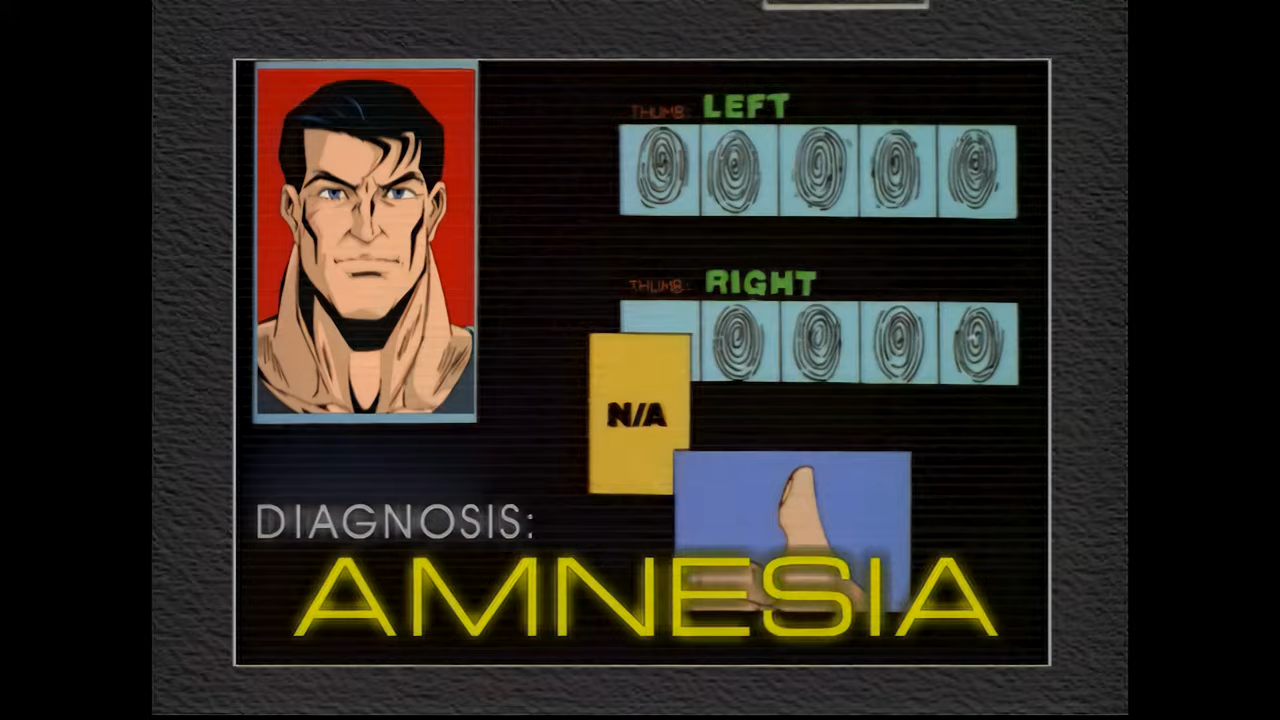 THUMB: LEFT
THUMB: RIGHT
N/A
DIAGNOSIS:
AMNESIA